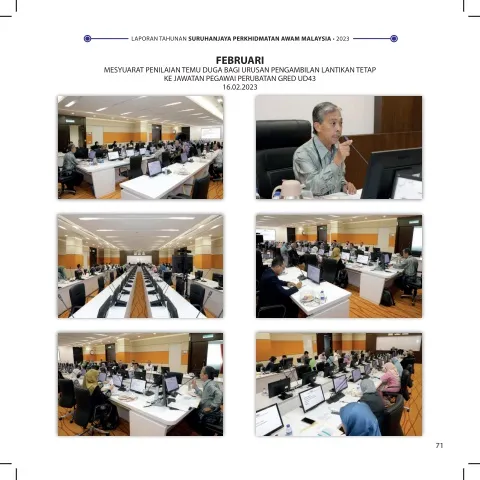 LAPORAN TAHUNAN SURUHANJAYA PERKHIDMATAN AWAM MALAYSIA • 2023
FEBRUARI
MESYUARAT PENILAIAN TEMU DUGA BAGI URUSAN PENGAMBILAN LANTIKAN TETAP
KE JAWATAN PEGAWAI PERUBATAN GRED UD43
16.02.2023
71